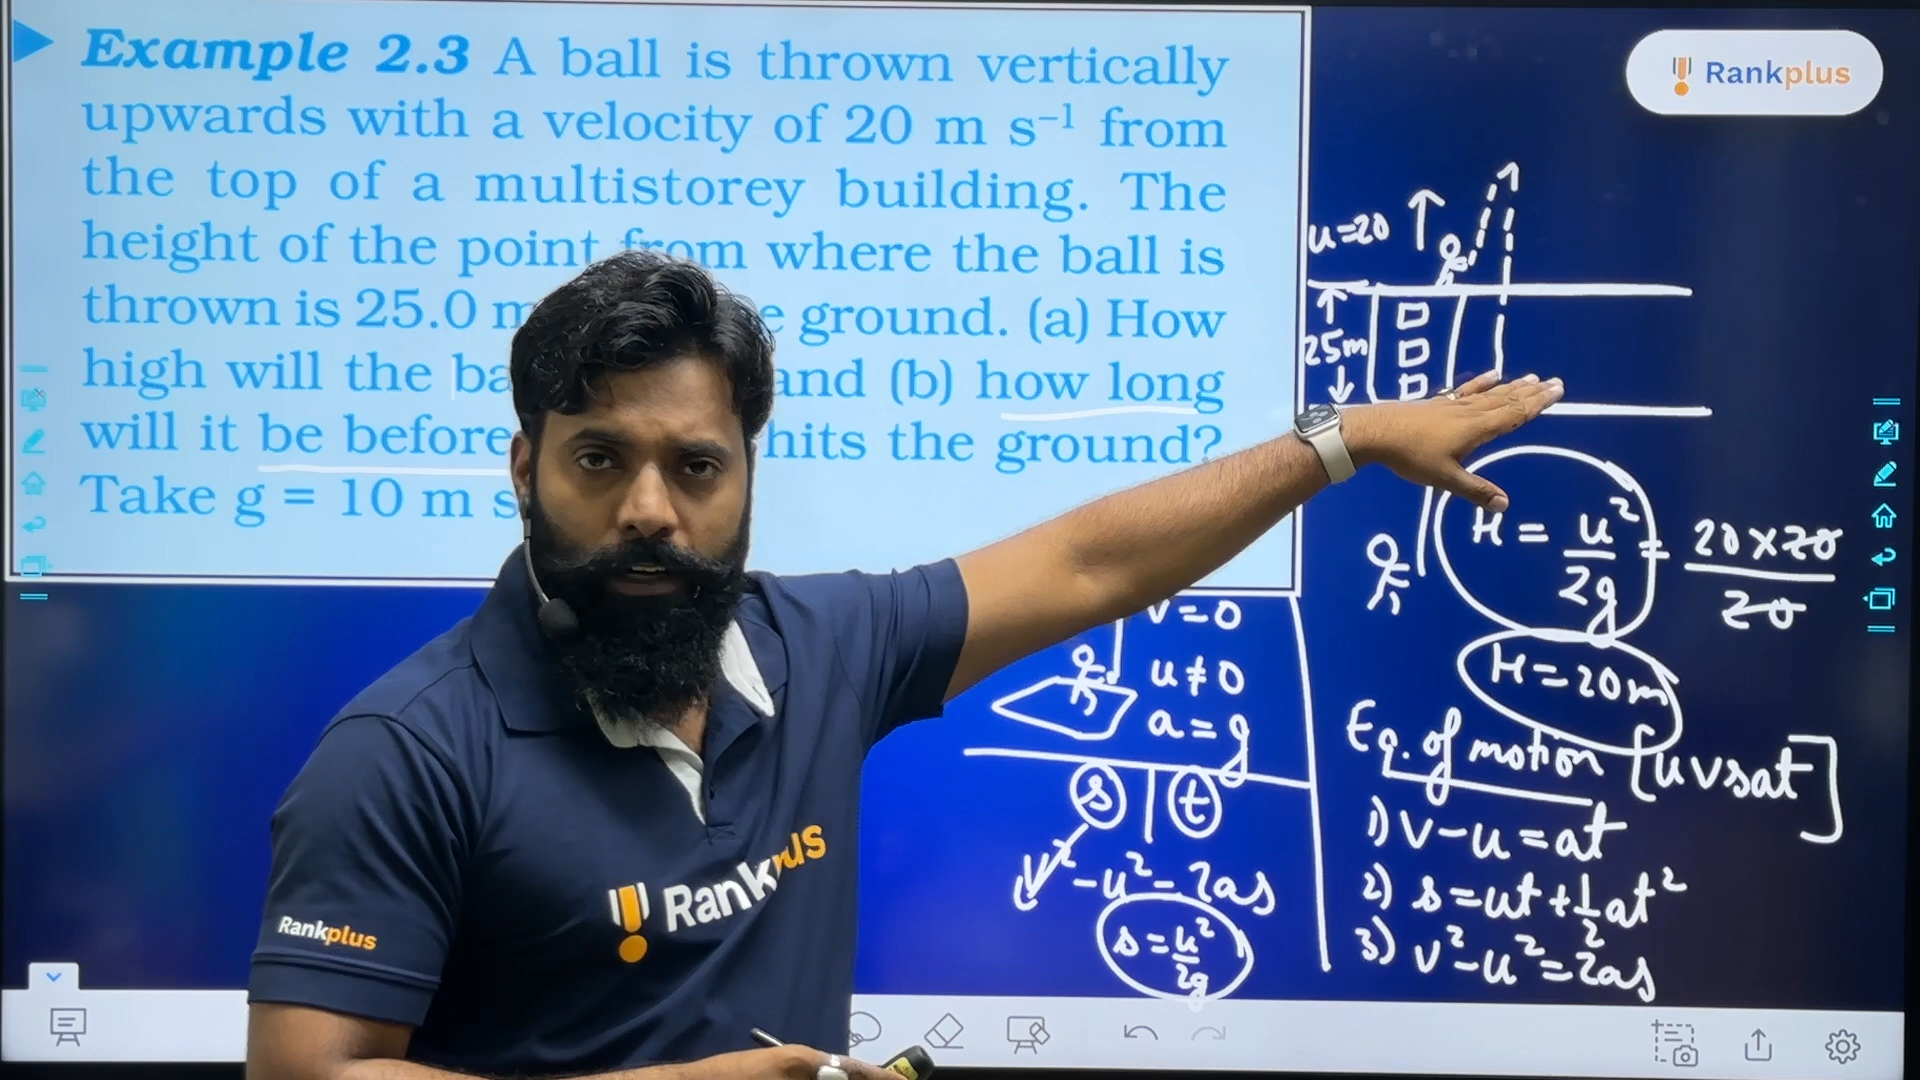 Example 2.3 A ball is thrown vertically
upwards with a velocity of 20 m s⁻¹ from
the top of a multistorey building. The
height of the point from where the ball is
thrown is 25.0 m e ground. (a) How
high will the ba and (b) how long
will it be before hits the ground?
Take g = 10 m s
Rankplus
u=20
25m
H = u²/2g = 20×20/20
H=20m
v=0
u≠0
a=g
s | t
v²-u²=2as
s=u²/2g
Eq. of motion [uvsat]
1) v-u=at
2) s=ut+½at²
3) v²-u²=2as
Rankplus
Rankplus